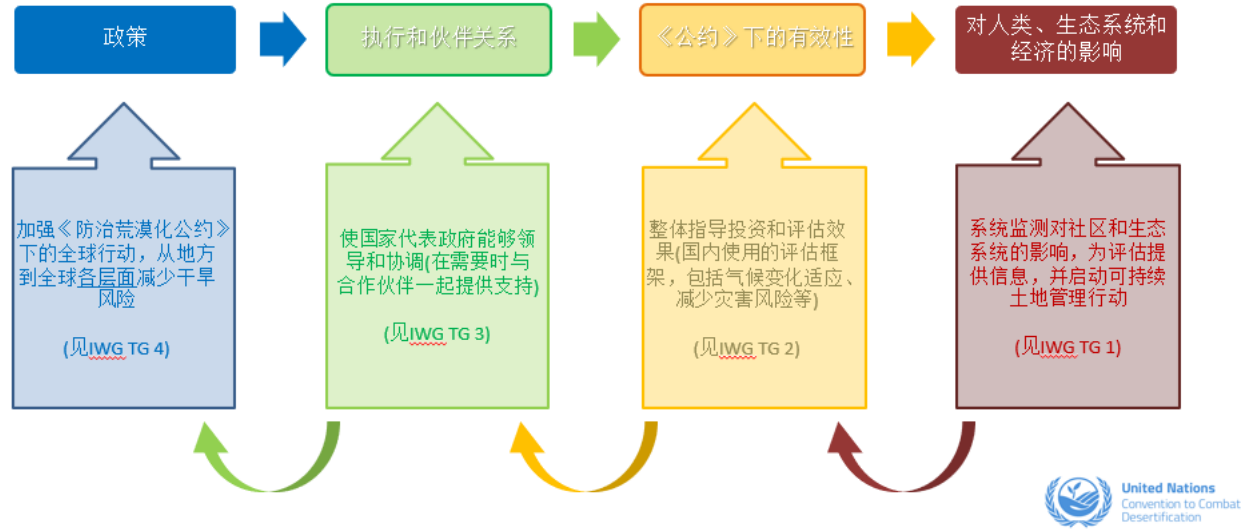 政策
执行和伙伴关系
《公约》下的有效性
对人类、生态系统和
经济的影响
加强《防治荒漠化公约》
下的全球行动，从地方
到全球各层面减少干旱
风险
(见IWG TG 4)
使国家代表政府能够领
导和协调(在需要时与
合作伙伴一起提供支持)
(见IWG TG 3)
整体指导投资和评估效
果(国内使用的评估框
架，包括气候变化适应、
减少灾害风险等)
(见IWG TG 2)
系统监测对社区和生态
系统的影响，为评估提
供信息，并启动可持续
土地管理行动
(见IWG TG 1)
United Nations
Convention to Combat
Desertification